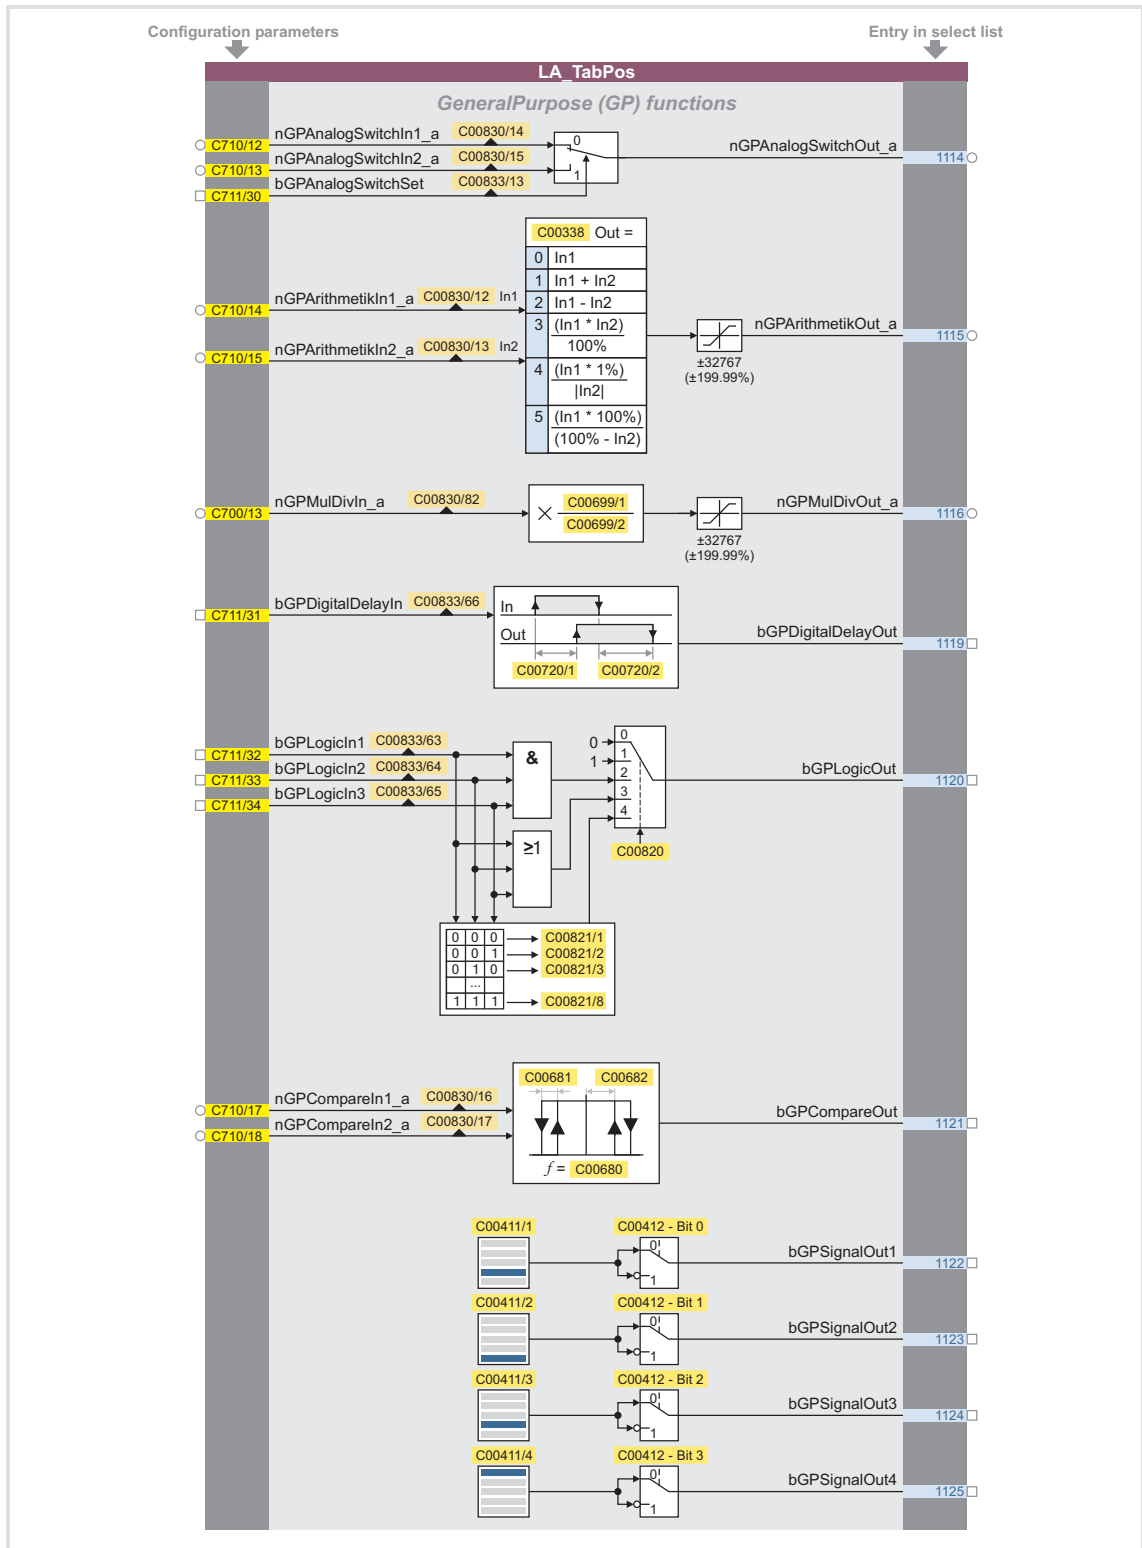 Configuration parameters
Entry in select list
LA_TabPos
GeneralPurpose (GP) functions
C710/12
nGPAnalogSwitchIn1_a
C00830/14
0
nGPAnalogSwitchOut_a
1114
C710/13
nGPAnalogSwitchIn2_a
C00830/15
1
C711/30
bGPAnalogSwitchSet
C00833/13
C00338 Out =
0 In1
1 In1 + In2
2 In1 - In2
3 (In1 * In2)
100%
4 (In1 * 1%)
|In2|
5 (In1 * 100%)
(100% - In2)
C710/14
nGPArithmetikIn1_a
C00830/12
In1
C710/15
nGPArithmetikIn2_a
C00830/13
In2
±32767
(±199.99%)
nGPArithmetikOut_a
1115
C700/13
nGPMulDivIn_a
C00830/82
×
C00699/1
C00699/2
±32767
(±199.99%)
nGPMulDivOut_a
1116
C711/31
bGPDigitalDelayIn
C00833/66
In
Out
C00720/1
C00720/2
bGPDigitalDelayOut
1119
C711/32
bGPLogicIn1
C00833/63
C711/33
bGPLogicIn2
C00833/64
C711/34
bGPLogicIn3
C00833/65
&
≥1
0
1
0
1
2
3
4
C00820
bGPLogicOut
1120
0 0 0
C00821/1
0 0 1
C00821/2
0 1 0
C00821/3
...
1 1 1
C00821/8
C710/17
nGPCompareIn1_a
C00830/16
C710/18
nGPCompareIn2_a
C00830/17
C00681
C00682
f = C00680
bGPCompareOut
1121
C00411/1
C00412 - Bit 0
0
1
bGPSignalOut1
1122
C00411/2
C00412 - Bit 1
0
1
bGPSignalOut2
1123
C00411/3
C00412 - Bit 2
0
1
bGPSignalOut3
1124
C00411/4
C00412 - Bit 3
0
1
bGPSignalOut4
1125